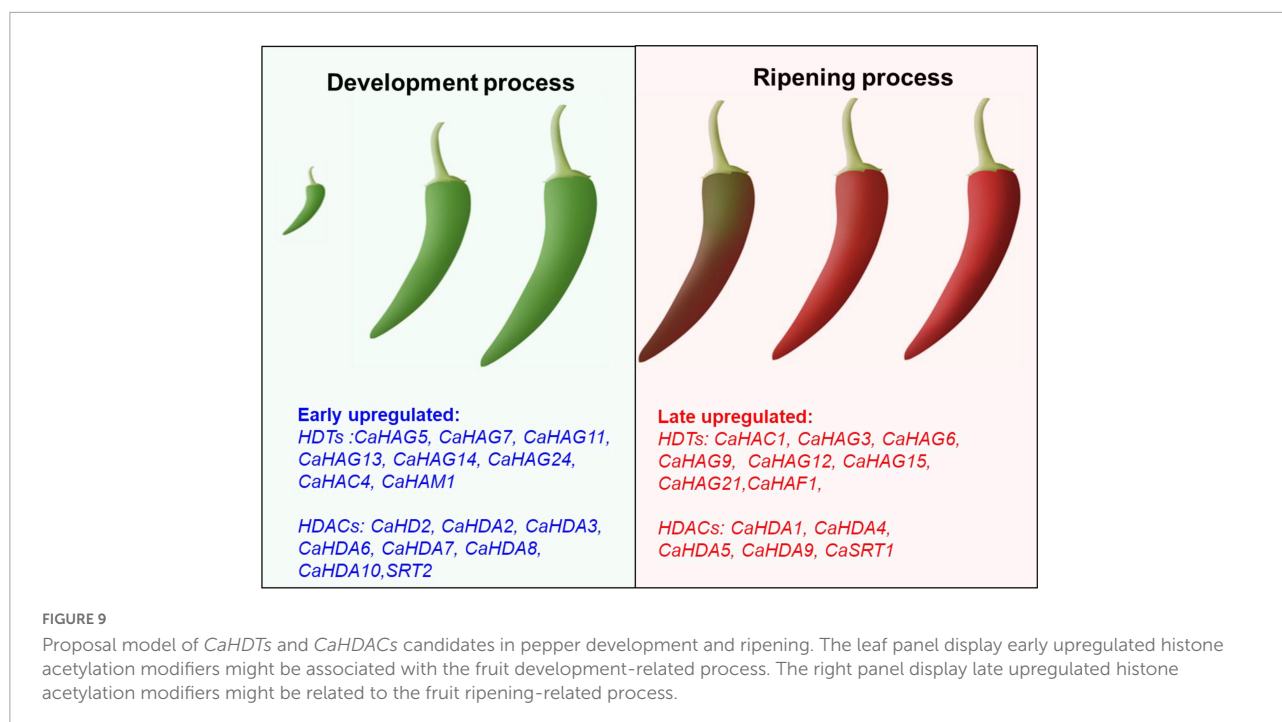 Development process
Ripening process
Early upregulated:
HDTs :CaHAG5, CaHAG7, CaHAG11,
CaHAG13, CaHAG14, CaHAG24,
CaHAC4, CaHAM1
HDACs: CaHD2, CaHDA2, CaHDA3,
CaHDA6, CaHDA7, CaHDA8,
CaHDA10,SRT2
Late upregulated:
HDTs: CaHAC1, CaHAG3, CaHAG6,
CaHAG9, CaHAG12, CaHAG15,
CaHAG21,CaHAF1,
HDACs: CaHDA1, CaHDA4,
CaHDA5, CaHDA9, CaSRT1
FIGURE 9
Proposal model of CaHDTs and CaHDACs candidates in pepper development and ripening. The leaf panel display early upregulated histone
acetylation modifiers might be associated with the fruit development-related process. The right panel display late upregulated histone
acetylation modifiers might be related to the fruit ripening-related process.